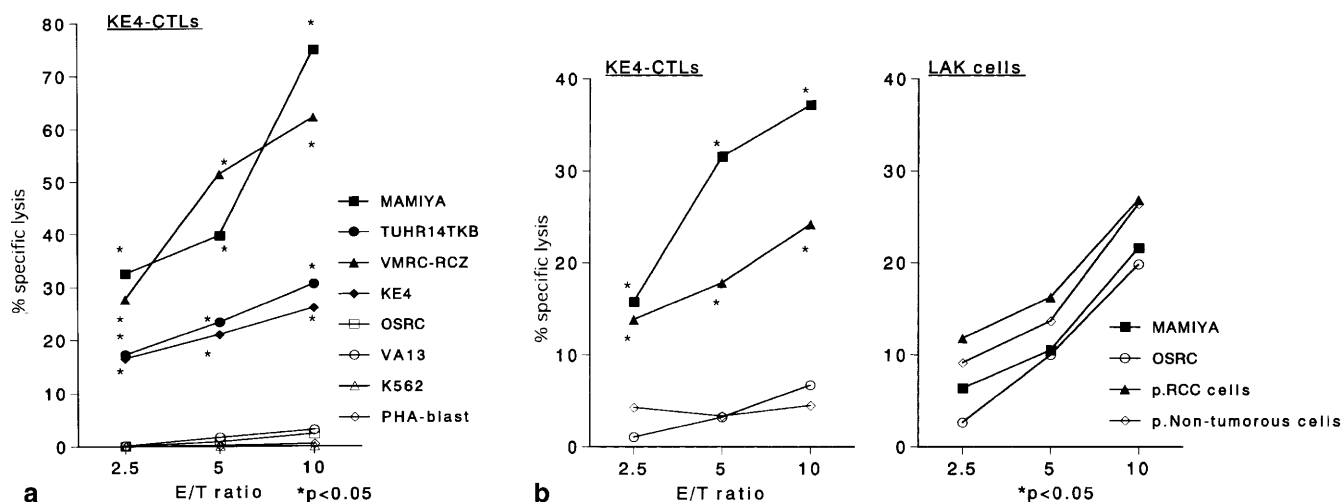 KE4-CTLs
80
70
60
50
40
30
20
10
0
% specific lysis
* * * * * * * * * * * *
2.5 5 10
E/T ratio *p<0.05
MAMIYA
TUHR14TKB
VMRC-RCZ
KE4
OSRC
VA13
K562
PHA-blast
a
KE4-CTLs
40
30
20
10
0
% specific lysis
* * * * * *
2.5 5 10
E/T ratio
b
LAK cells
40
30
20
10
0
2.5 5 10
*p<0.05
MAMIYA
OSRC
p.RCC cells
p.Non-tumorous cells